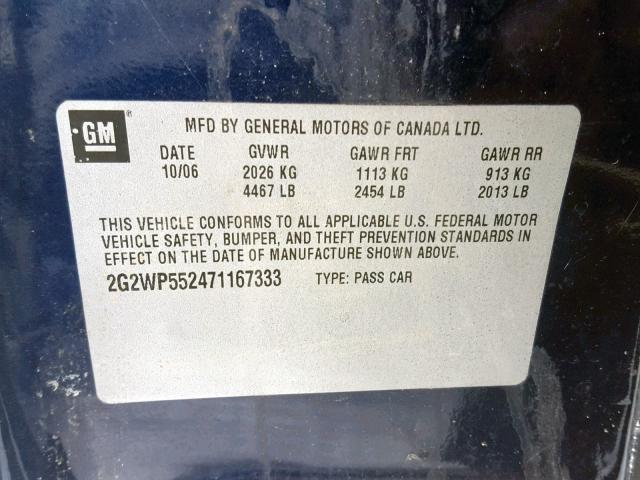 GM ®
MFD BY GENERAL MOTORS OF CANADA LTD.
DATE GVWR GAWR FRT GAWR RR
10/06 2026 KG 1113 KG 913 KG
4467 LB 2454 LB 2013 LB
THIS VEHICLE CONFORMS TO ALL APPLICABLE U.S. FEDERAL MOTOR
VEHICLE SAFETY, BUMPER, AND THEFT PREVENTION STANDARDS IN
EFFECT ON THE DATE OF MANUFACTURE SHOWN ABOVE.
2G2WP552471167333 TYPE: PASS CAR